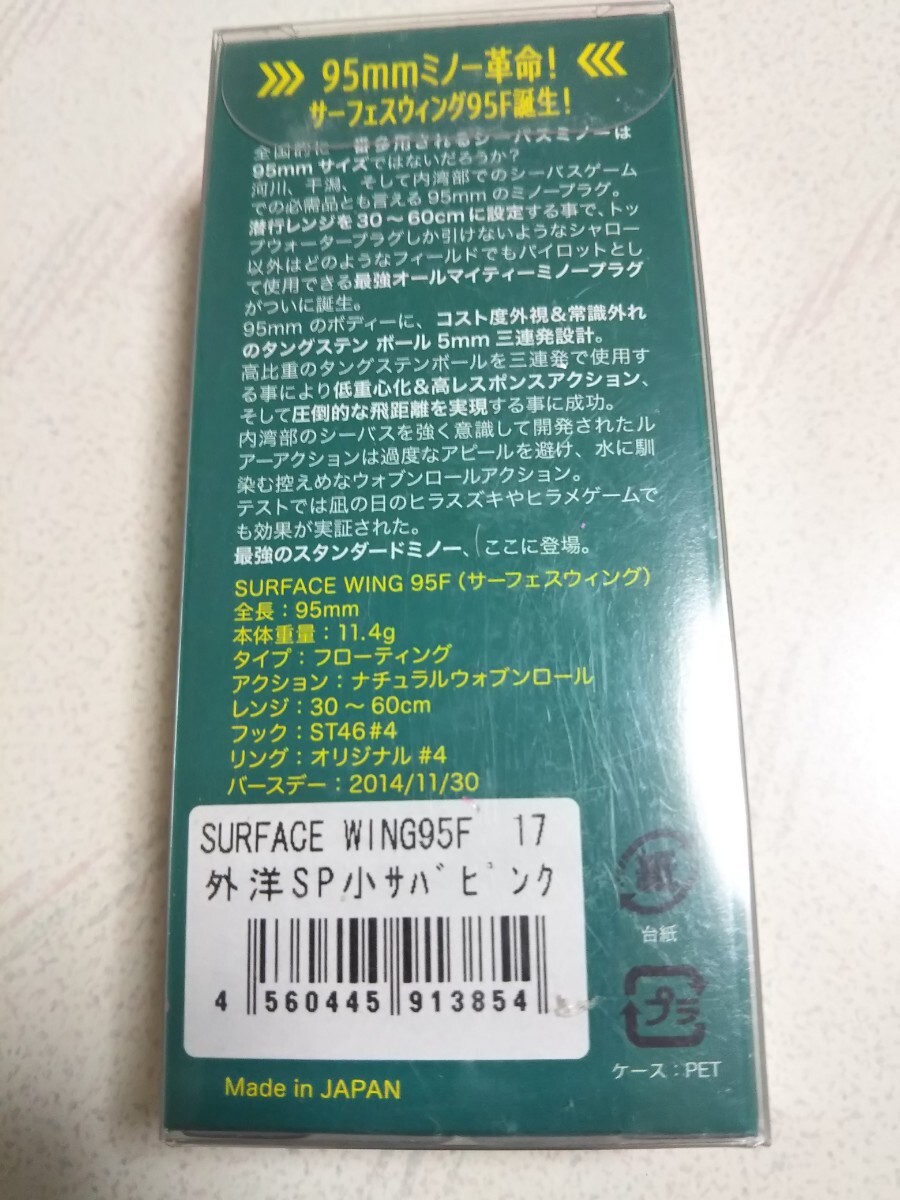 95mmミノー革命!
サーフェスウィング95F誕生!
全国的に一番多用されるシーバスミノーは
95mm サイズではないだろうか?
河川、干潟、そして内湾部でのシーバスゲーム
での必需品とも言える 95mm のミノープラグ。
潜行レンジを 30 〜 60cm に設定する事で、トッ
プウォータープラグしか引けないようなシャロー
以外はどのようなフィールドでもパイロットとし
て使用できる最強オールマイティーミノープラグ
がついに誕生。
95mm のボディーに、コスト度外視&常識外れ
のタングステン ボール 5mm 三連発設計。
高比重のタングステンボールを三連発で使用す
る事により低重心化&高レスポンスアクション、
そして圧倒的な飛距離を実現する事に成功。
内湾部のシーバスを強く意識して開発されたル
アーアクションは過度なアピールを避け、水に馴
染む控えめなウォブンロールアクション。
テストでは凪の日のヒラスズキやヒラメゲームで
も効果が実証された。
最強のスタンダードミノー、ここに登場。
SURFACE WING 95F(サーフェスウィング)
全長:95mm
本体重量:11.4g
タイプ:フローティング
アクション:ナチュラルウォブンロール
レンジ:30 〜 60cm
フック:ST46 #4
リング:オリジナル #4
バースデー:2014/11/30
SURFACE WING95F 17
外洋SP小サバピンク
4 560445 913854
紙
台紙
プラ
ケース:PET
Made in JAPAN